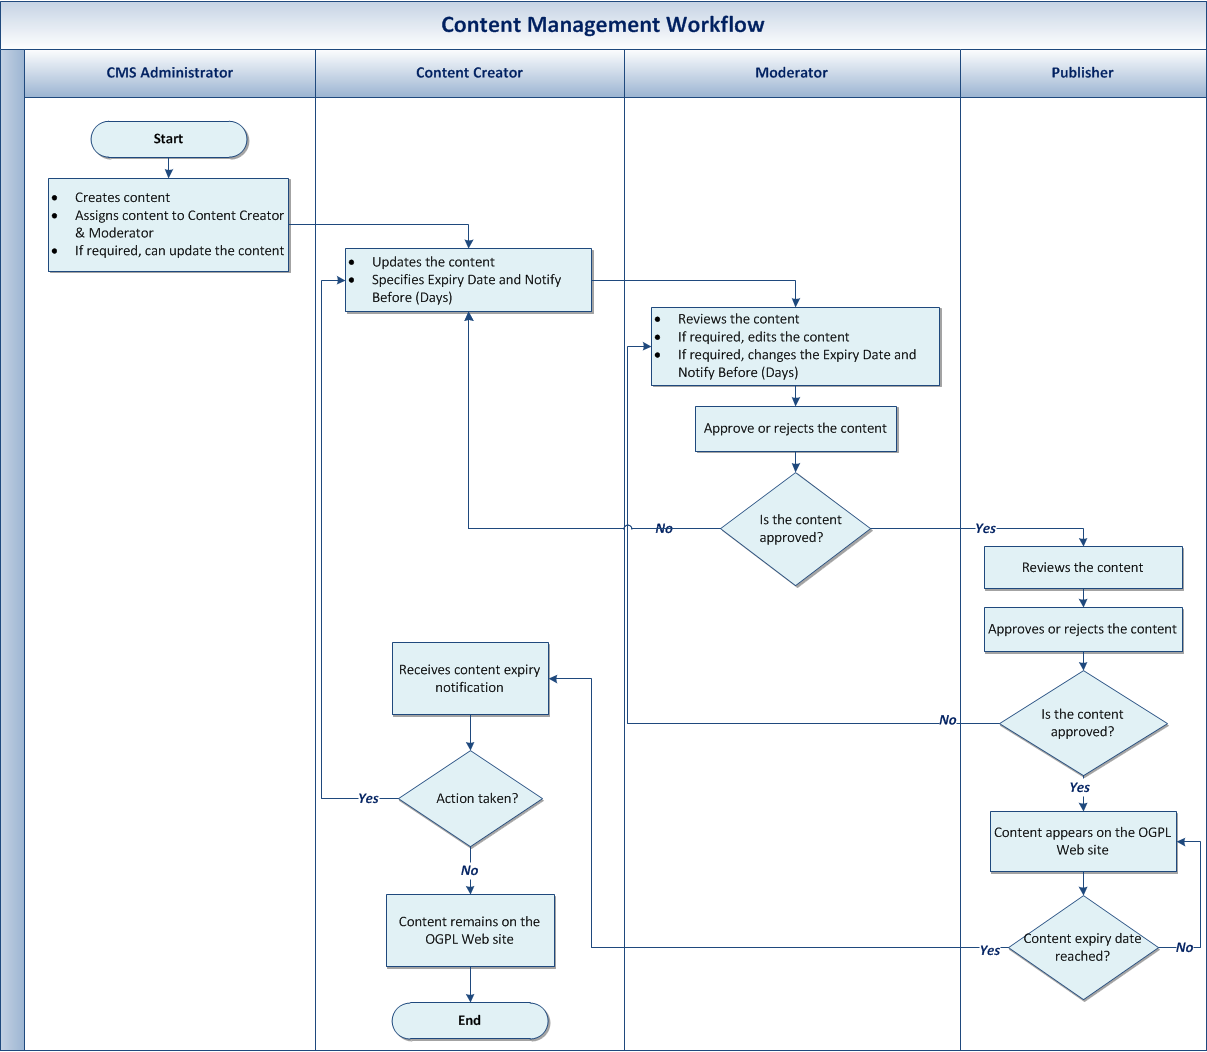 Content Management Workflow
CMS Administrator
Content Creator
Moderator
Publisher
Start
• Creates content
• Assigns content to Content Creator
& Moderator
• If required, can update the content
• Updates the content
• Specifies Expiry Date and Notify
Before (Days)
• Reviews the content
• If required, edits the content
• If required, changes the Expiry Date and
Notify Before (Days)
Approve or rejects the content
Is the content
approved?
No
Yes
Reviews the content
Approves or rejects the content
Is the content
approved?
No
Yes
Content appears on the OGPL
Web site
Content expiry date
reached?
No
Yes
Receives content expiry
notification
Action taken?
Yes
No
Content remains on the
OGPL Web site
End